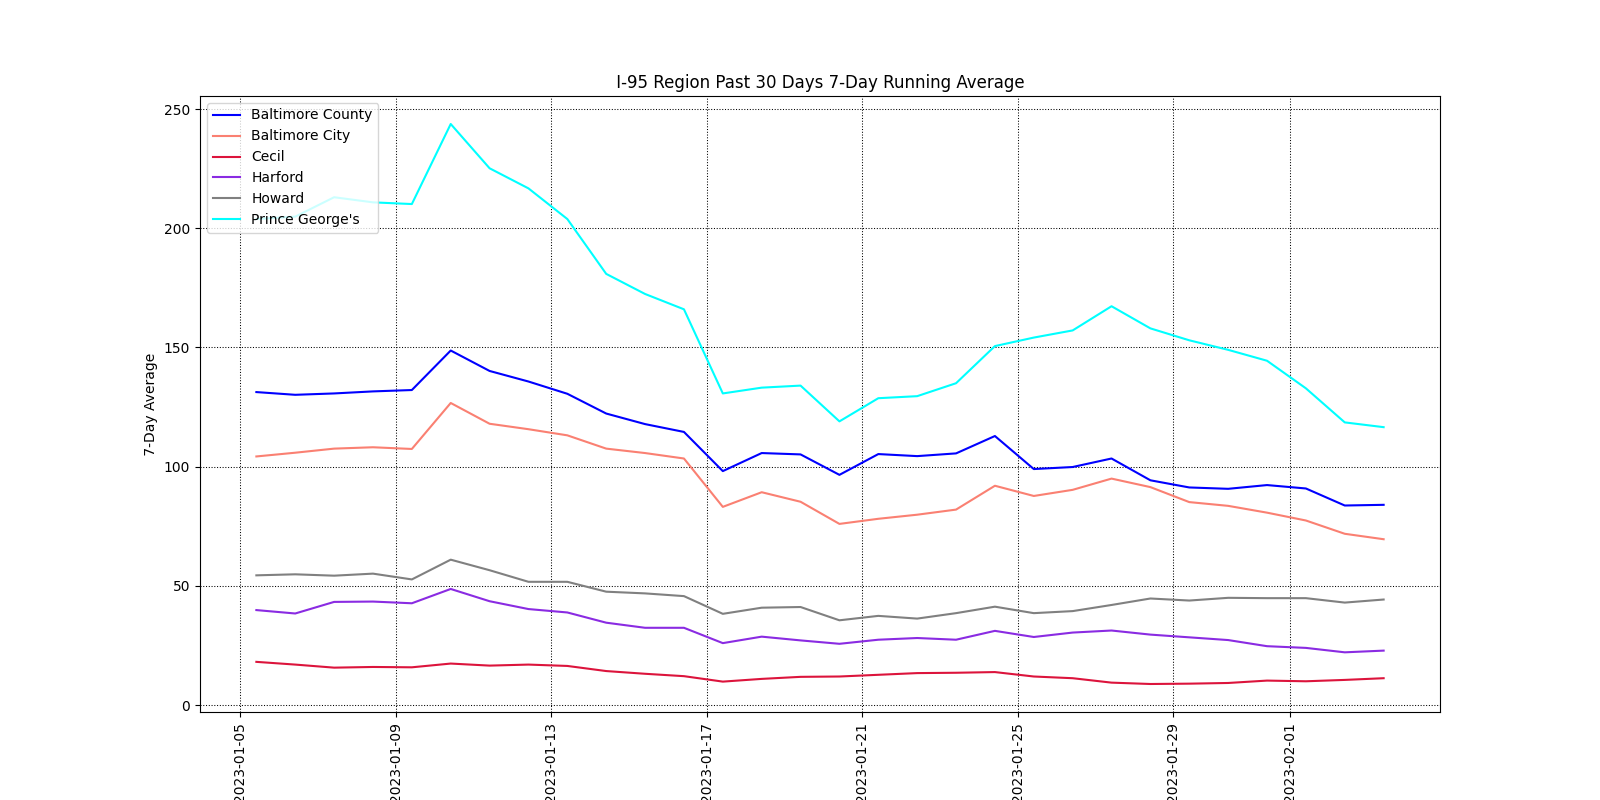 I-95 Region Past 30 Days 7-Day Running Average
250
200
150
100
50
0
7-Day Average
Baltimore County
Baltimore City
Cecil
Harford
Howard
Prince George's
2023-01-05
2023-01-09
2023-01-13
2023-01-17
2023-01-21
2023-01-25
2023-01-29
2023-02-01